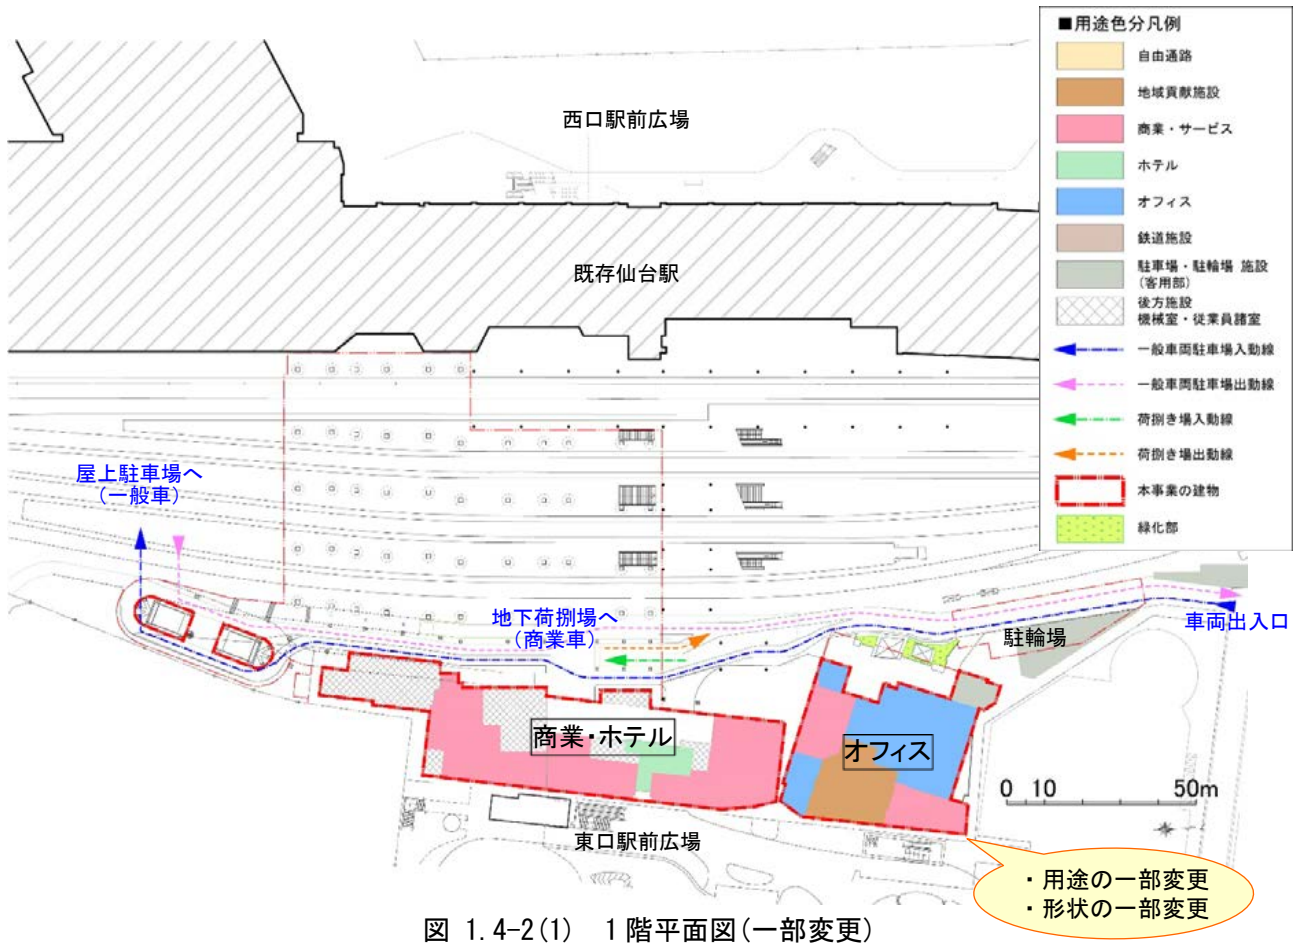 ■用途色分凡例
自由通路
地域貢献施設
商業・サービス
ホテル
オフィス
鉄道施設
駐車場・駐輪場 施設
(客用部)
後方施設
機械室・従業員諸室
一般車両駐車場入動線
一般車両駐車場出動線
荷捌き場入動線
荷捌き場出動線
本事業の建物
緑化部
西口駅前広場
既存仙台駅
屋上駐車場へ
(一般車)
地下荷捌場へ
(商業車)
車両出入口
駐輪場
商業・ホテル
オフィス
0 10 50m
東口駅前広場
・用途の一部変更
・形状の一部変更
図 1.4-2(1) 1階平面図(一部変更)